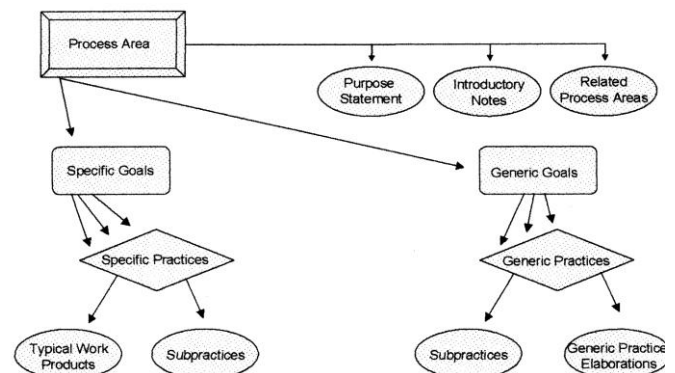 Process Area
Purpose
Statement
Introductory
Notes
Related
Process Areas
Specific Goals
Generic Goals
Specific Practices
Generic Practices
Typical Work
Products
Subpractices
Subpractices
Generic Practice
Elaborations